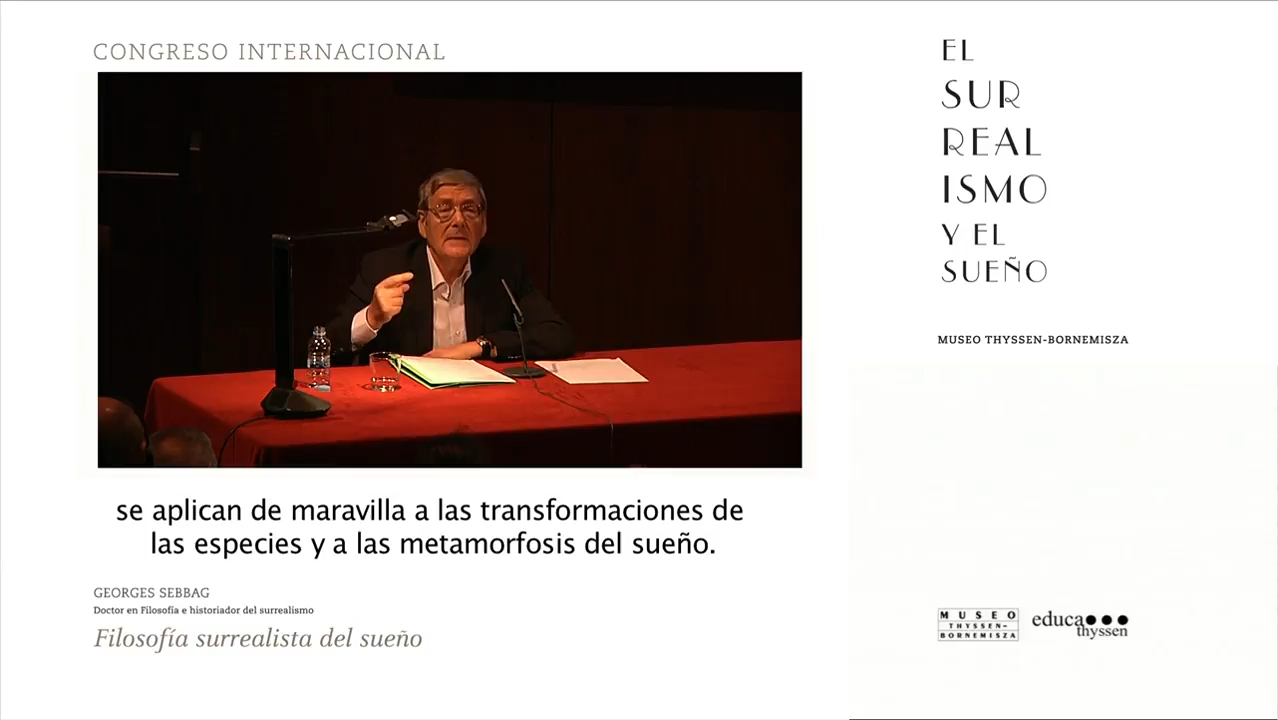 CONGRESO INTERNACIONAL
EL
SUR
REAL
ISMO
Y EL
SUEÑO
MUSEO THYSSEN-BORNEMISZA
se aplican de maravilla a las transformaciones de
las especies y a las metamorfosis del sueño.
GEORGES SEBBAG
Doctor en Filosofía e historiador del surrealismo
Filosofía surrealista del sueño
MUSEO
THYSSEN-
BORNEMISZA
educa
thyssen